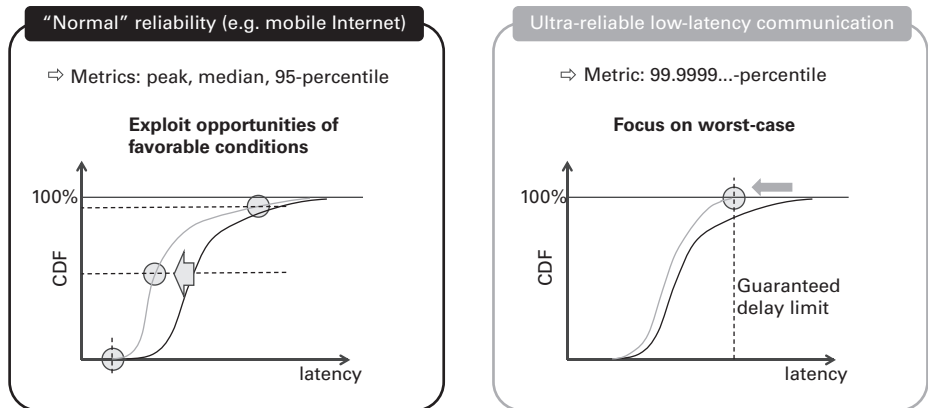 “Normal” reliability (e.g. mobile Internet)
⇨ Metrics: peak, median, 95-percentile
Exploit opportunities of
favorable conditions
100%
CDF
latency
Ultra-reliable low-latency communication
⇨ Metric: 99.9999...-percentile
Focus on worst-case
100%
CDF
Guaranteed
delay limit
latency